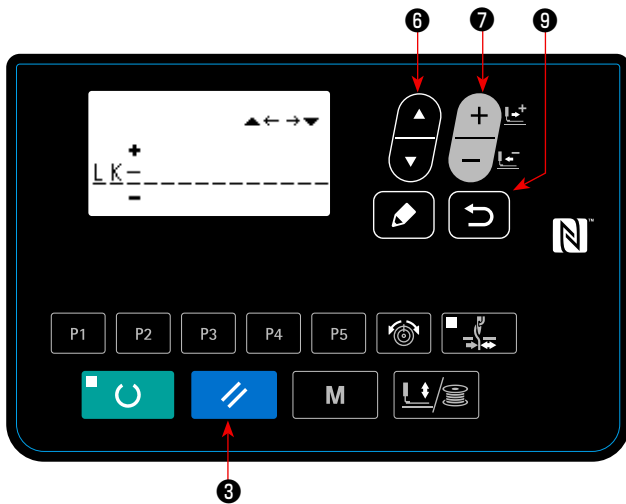 ❻ ❼ ❾
▲←→▼
+
LK–
–
+
–
P1 P2 P3 P4 P5
M
❸